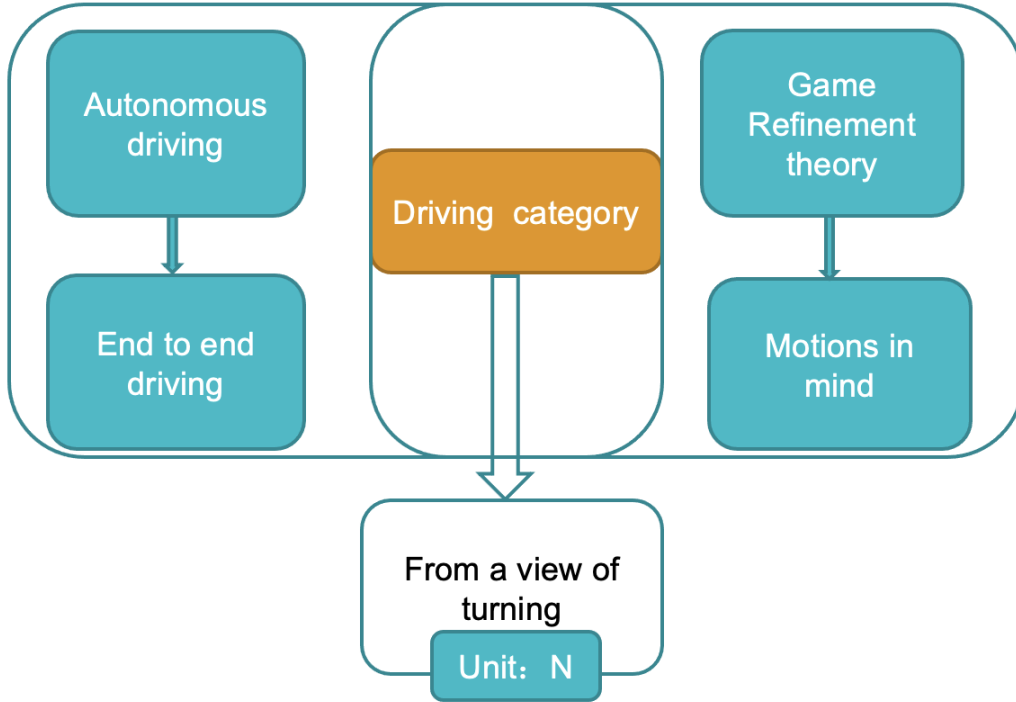 Autonomous
driving
End to end
driving
Driving category
Game
Refinement
theory
Motions in
mind
From a view of
turning
Unit：N